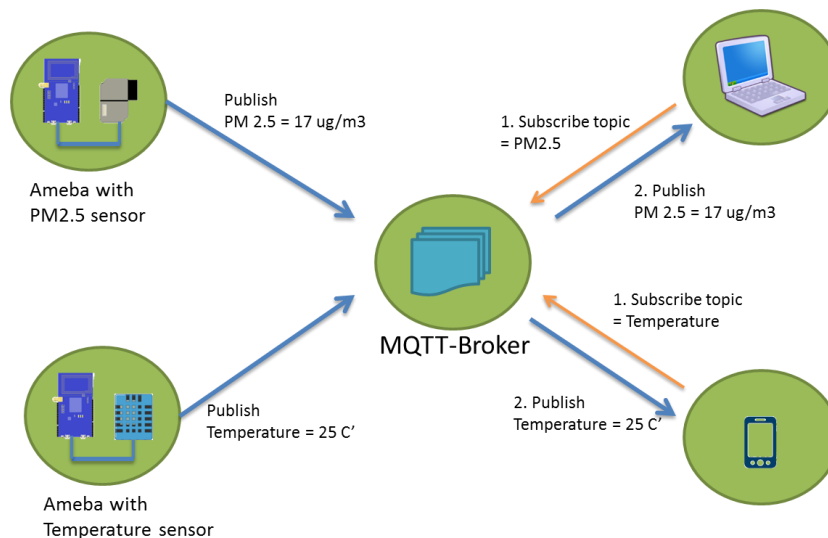 Publish
PM 2.5 = 17 ug/m3
Ameba with
PM2.5 sensor
1. Subscribe topic
= PM2.5
2. Publish
PM 2.5 = 17 ug/m3
MQTT-Broker
1. Subscribe topic
= Temperature
2. Publish
Temperature = 25 C’
Publish
Temperature = 25 C’
Ameba with
Temperature sensor